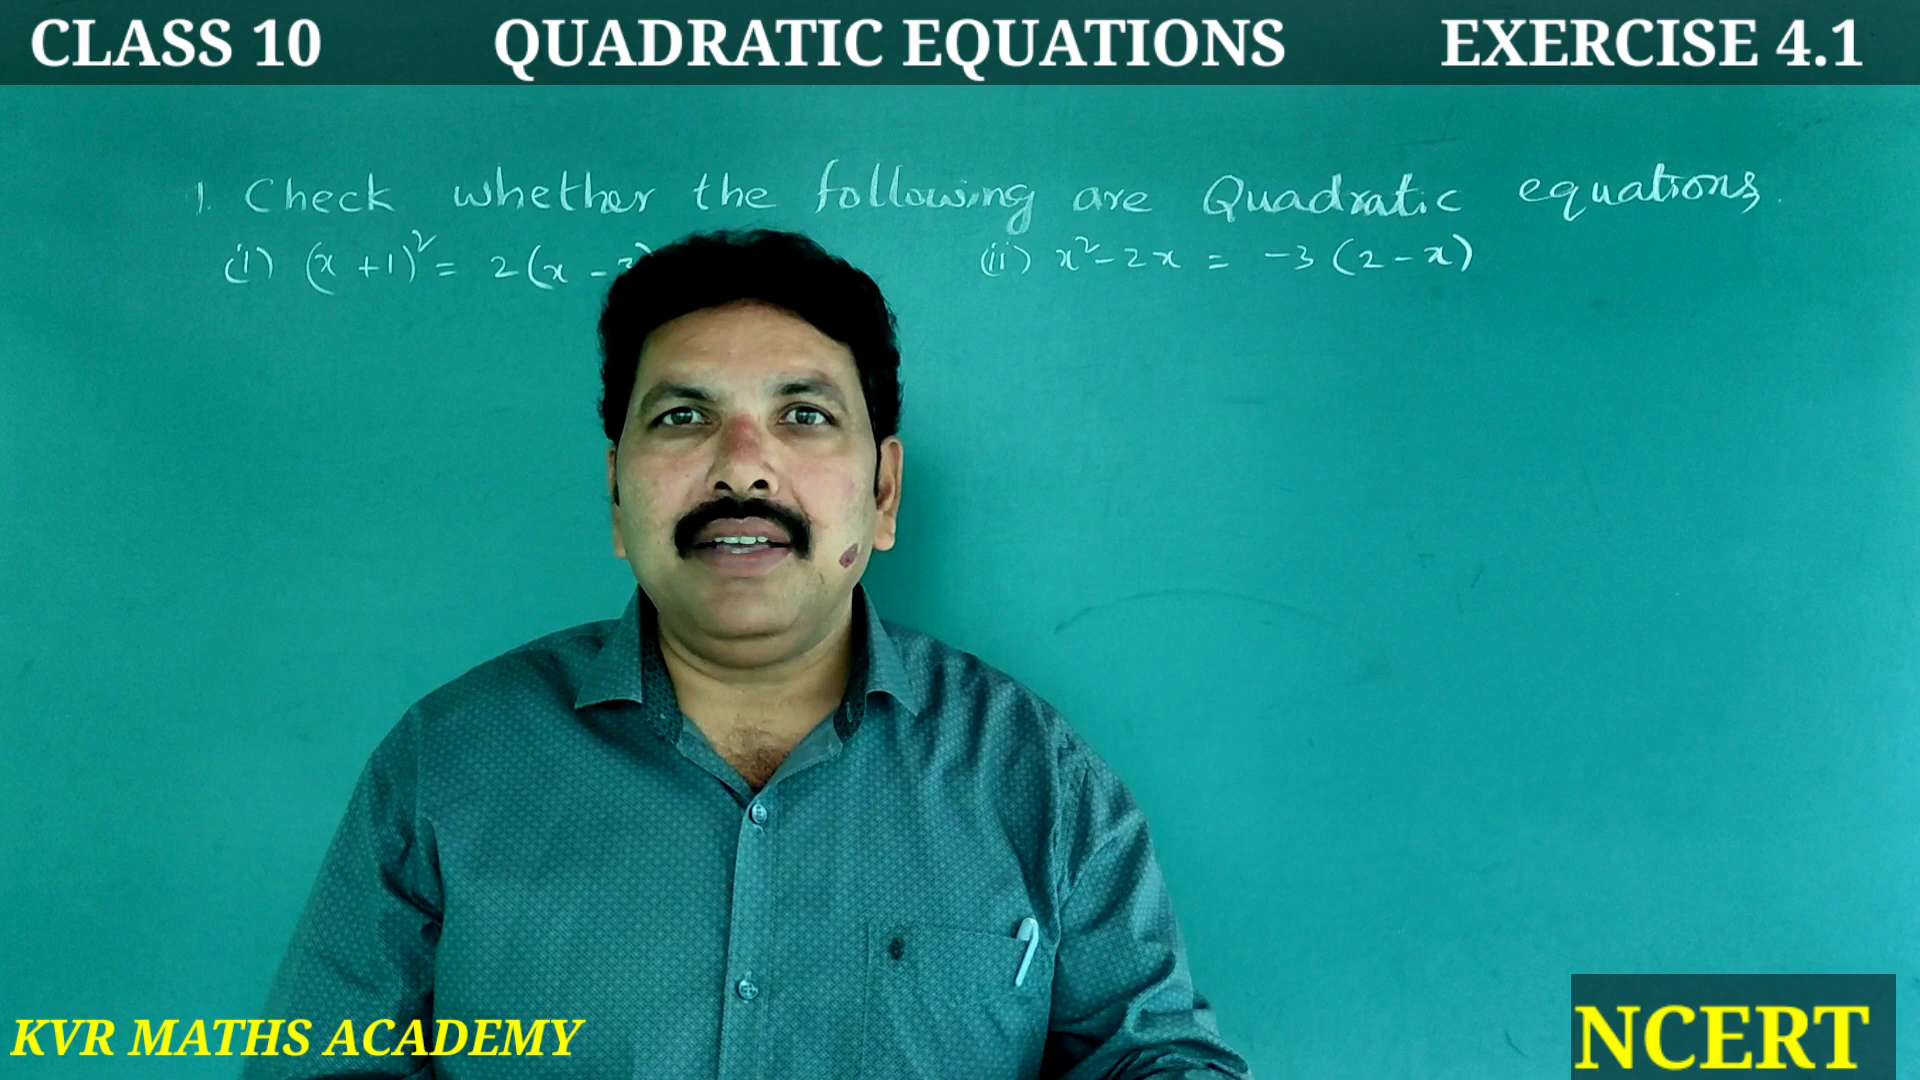 CLASS 10 QUADRATIC EQUATIONS EXERCISE 4.1
1. Check whether the following are Quadratic equations.
(i) (x+1)² = 2(x - (ii) x² - 2x = -3(2-x)
KVR MATHS ACADEMY
NCERT